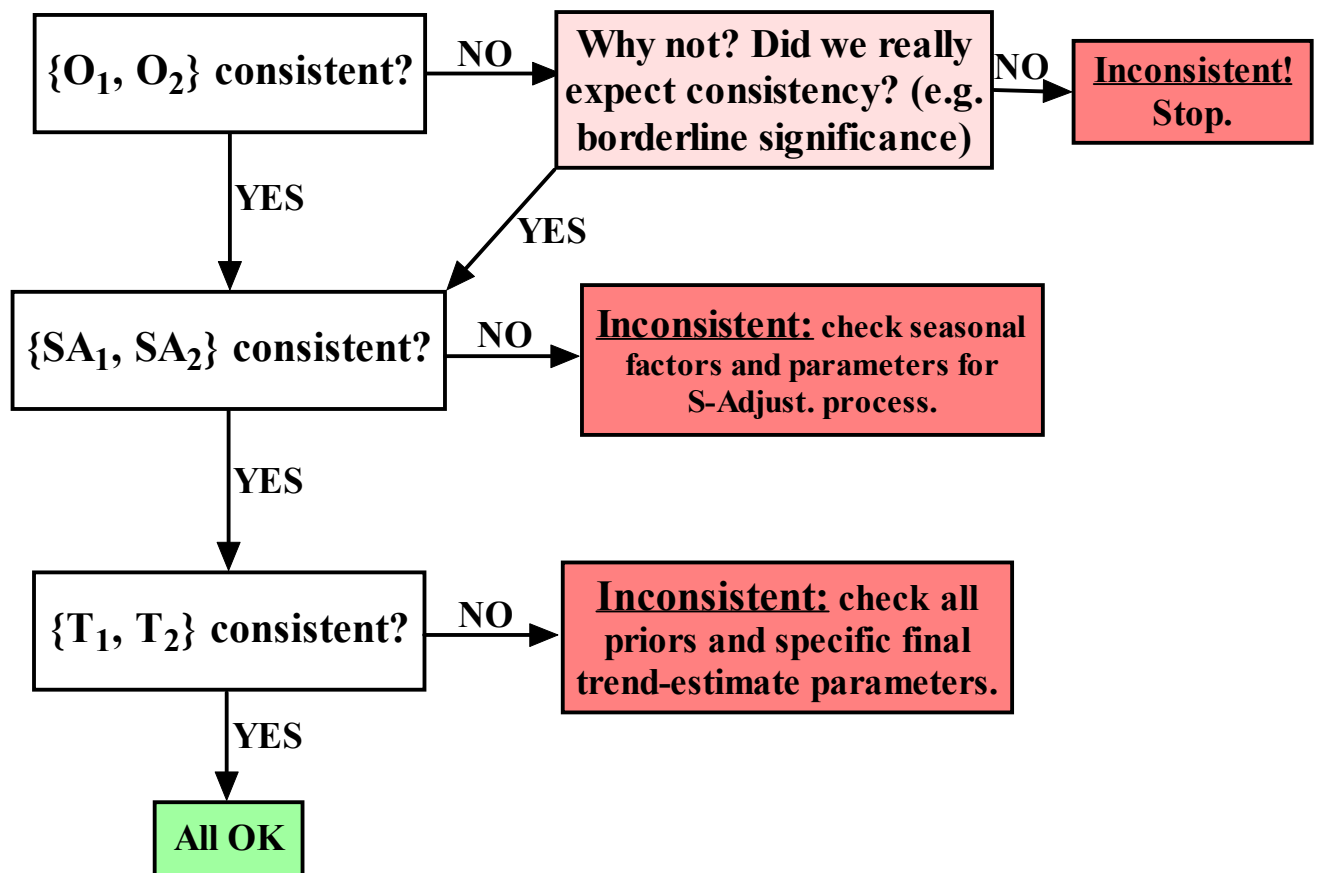 {O₁, O₂} consistent?
NO
Why not? Did we really
expect consistency? (e.g.
borderline significance)
NO
Inconsistent!
Stop.
YES
YES
{SA₁, SA₂} consistent?
NO
Inconsistent: check seasonal
factors and parameters for
S-Adjust. process.
YES
{T₁, T₂} consistent?
NO
Inconsistent: check all
priors and specific final
trend-estimate parameters.
YES
All OK